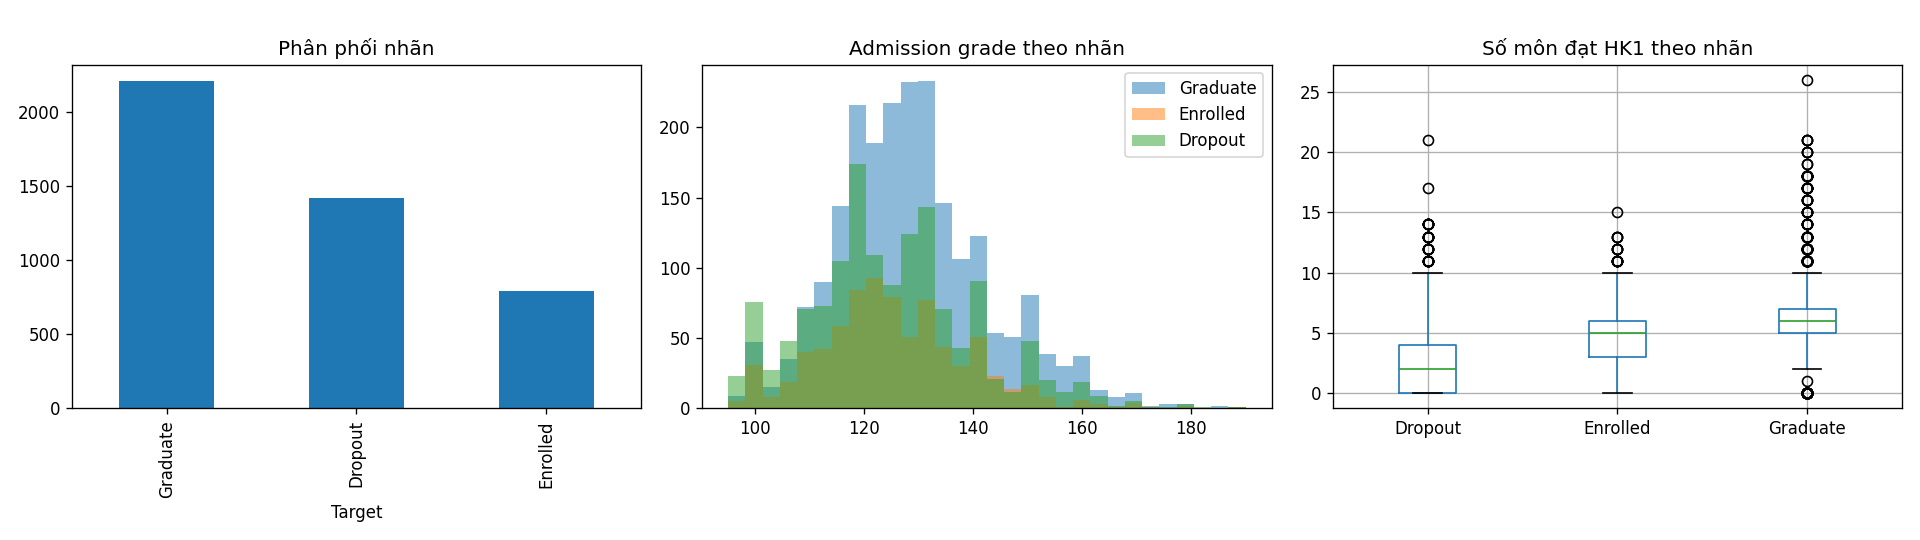 Phân phối nhãn
2000
1500
1000
500
0
Graduate
Dropout
Enrolled
Target
Admission grade theo nhãn
Graduate
Enrolled
Dropout
200
150
100
50
0
100 120 140 160 180
Số môn đạt HK1 theo nhãn
25
20
15
10
5
0
Dropout Enrolled Graduate